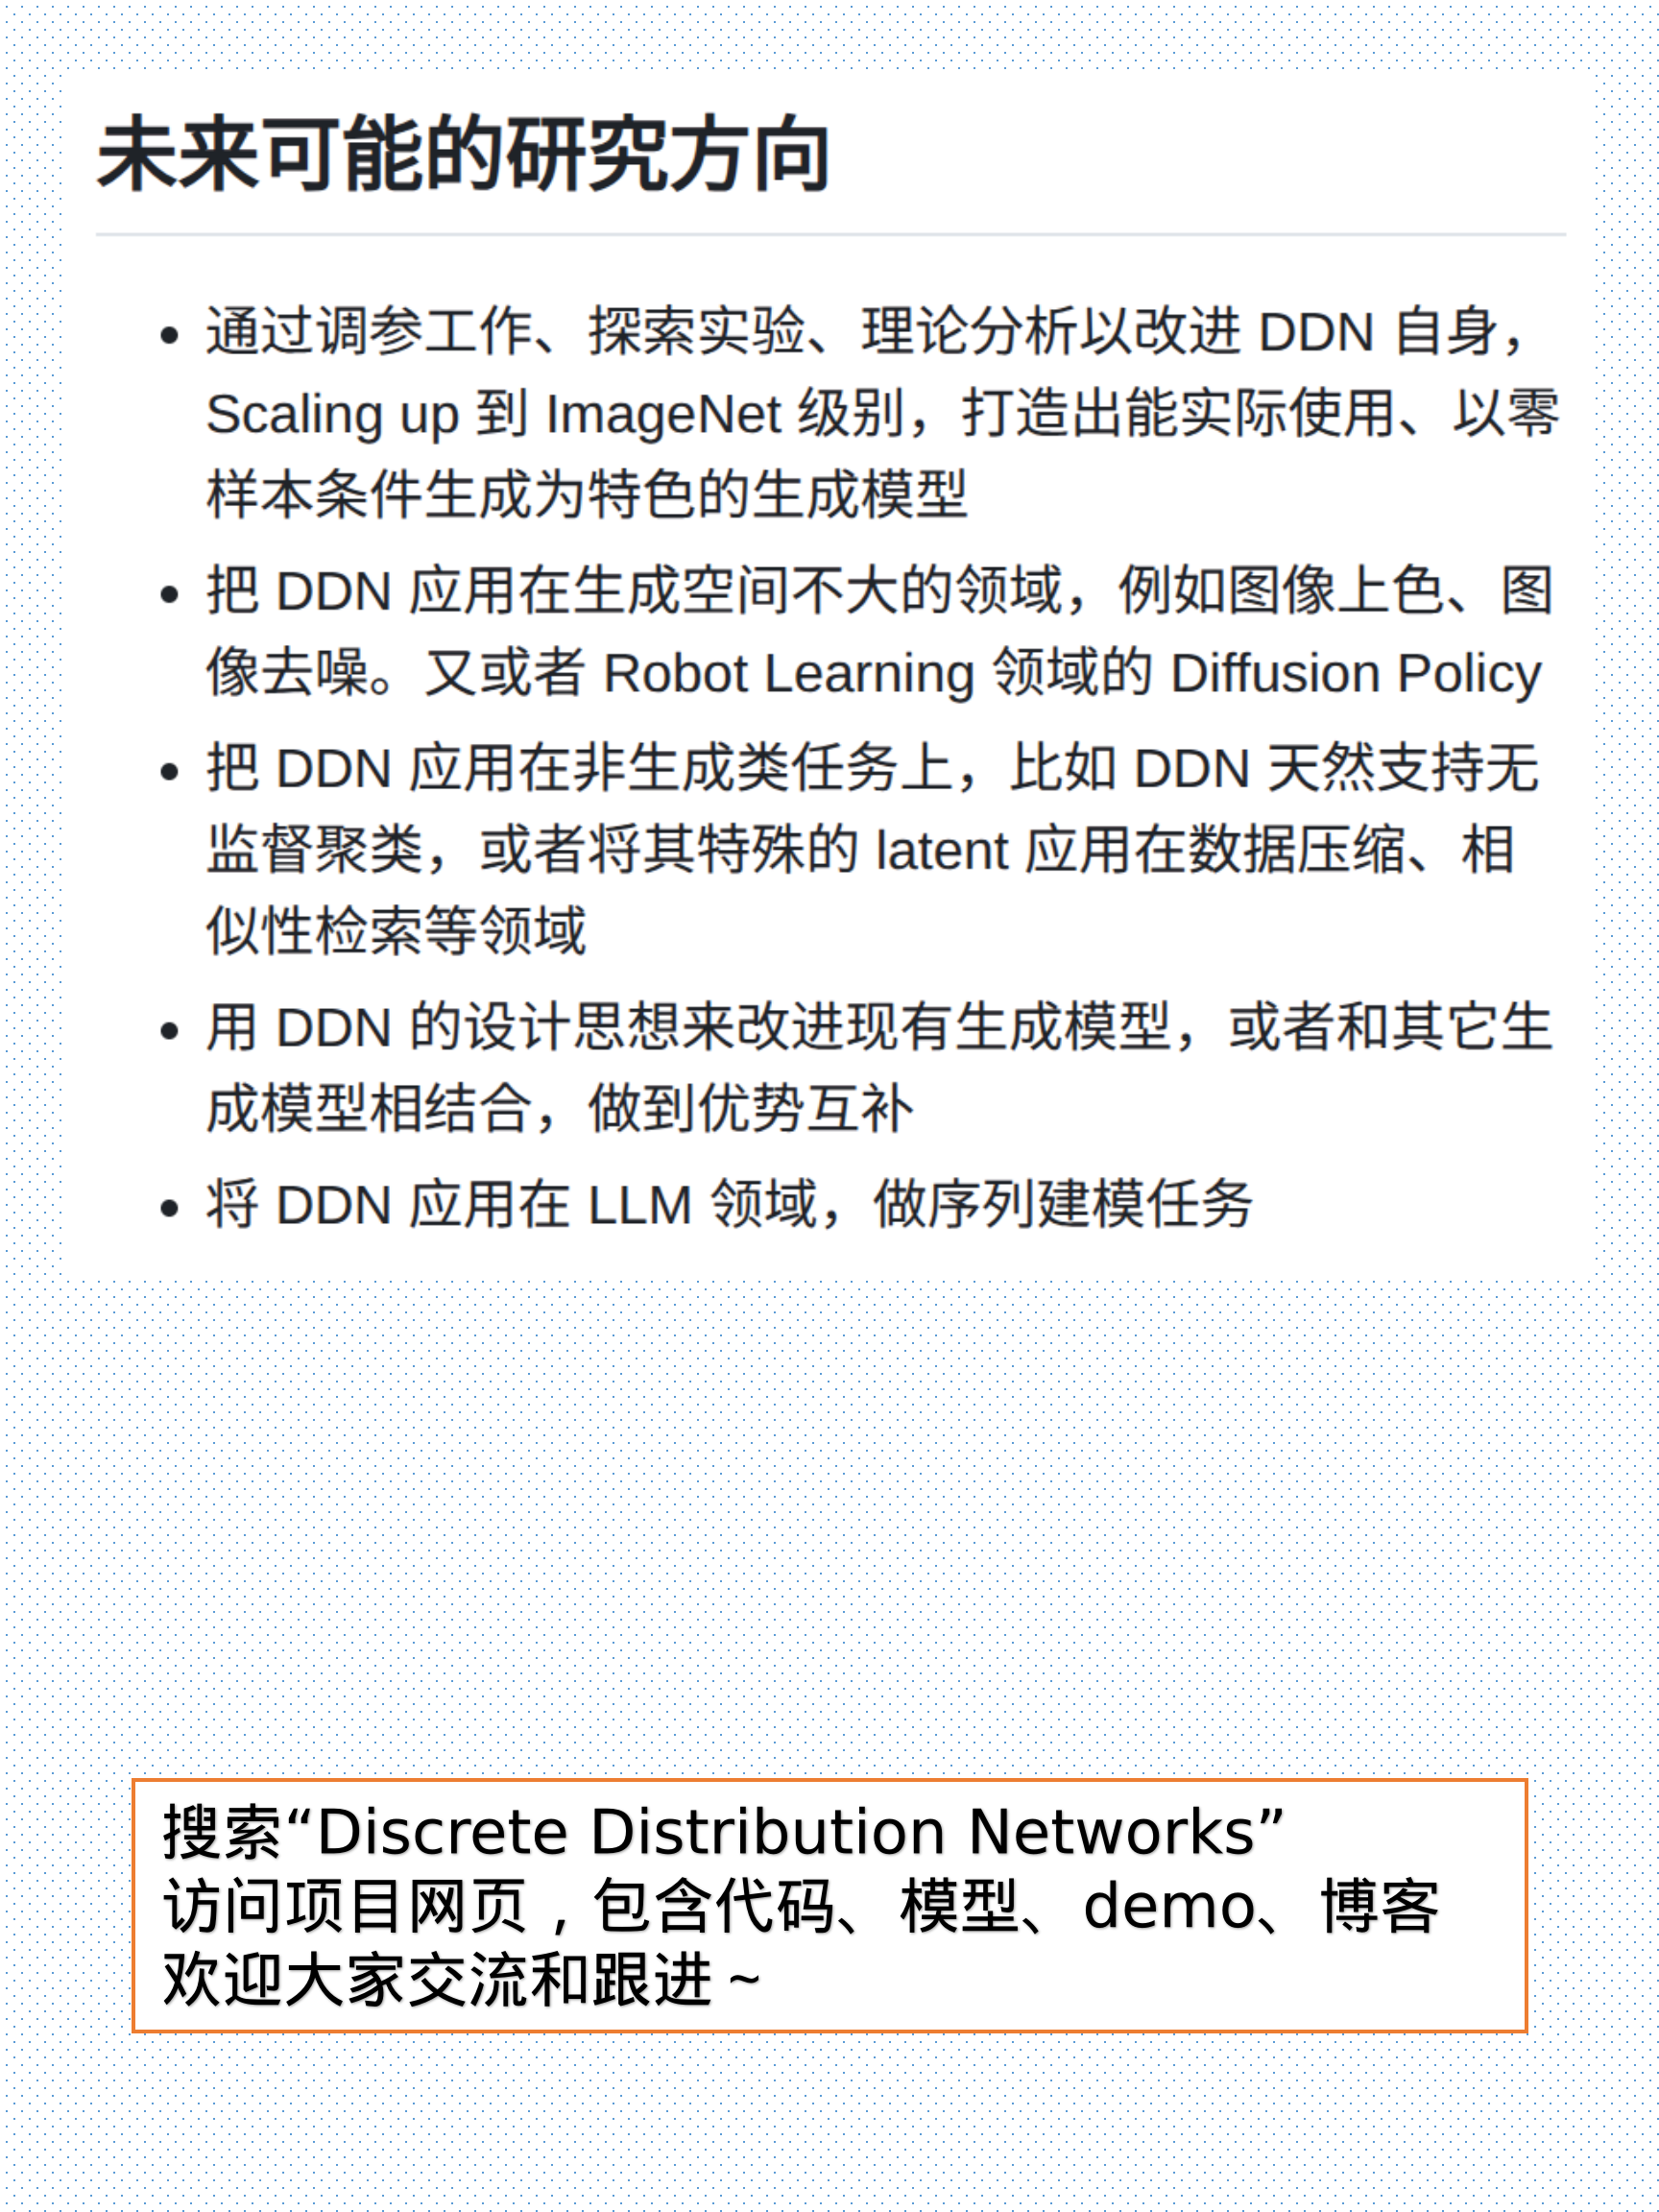 未来可能的研究方向
• 通过调参工作、探索实验、理论分析以改进 DDN 自身，
Scaling up 到 ImageNet 级别，打造出能实际使用、以零
样本条件生成为特色的生成模型
• 把 DDN 应用在生成空间不大的领域，例如图像上色、图
像去噪。又或者 Robot Learning 领域的 Diffusion Policy
• 把 DDN 应用在非生成类任务上，比如 DDN 天然支持无
监督聚类，或者将其特殊的 latent 应用在数据压缩、相
似性检索等领域
• 用 DDN 的设计思想来改进现有生成模型，或者和其它生
成模型相结合，做到优势互补
• 将 DDN 应用在 LLM 领域，做序列建模任务
搜索“Discrete Distribution Networks”
访问项目网页，包含代码、模型、demo、博客
欢迎大家交流和跟进～